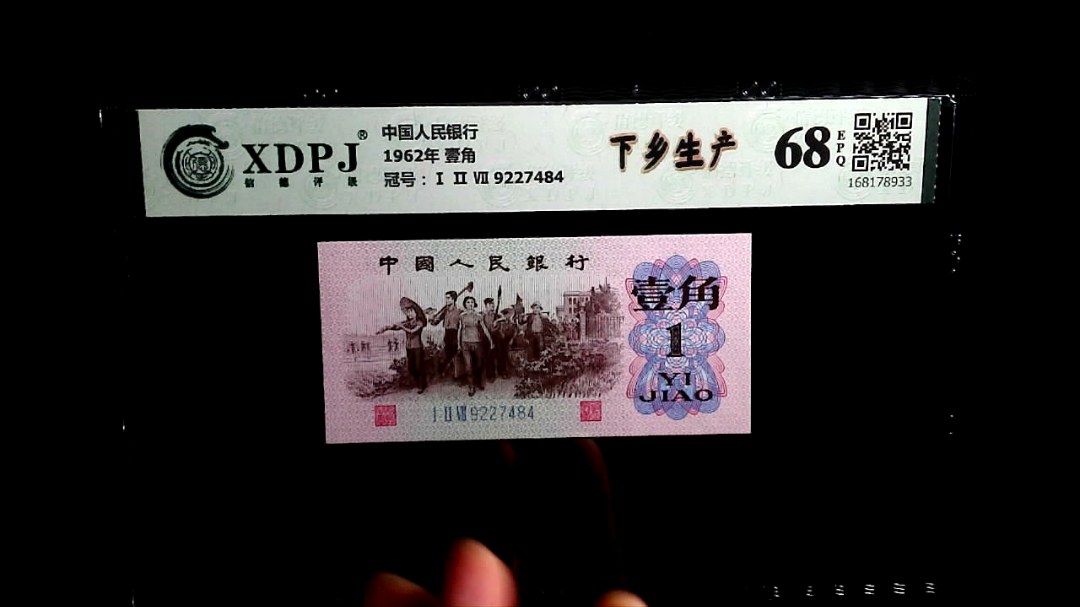 XDPJ®
信德评级
中国人民银行
1962年 壹角
冠号：Ⅰ Ⅱ Ⅶ 9227484
下乡生产
68
EPQ
168178933
中國人民銀行
壹角
1
YI
JIAO
Ⅰ Ⅱ Ⅶ 9227484